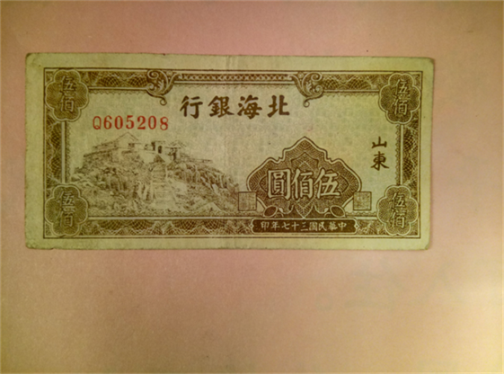 北海銀行
Q605208
山東
伍佰圓
中華民國三十七年印
伍佰
伍佰
伍佰
伍佰